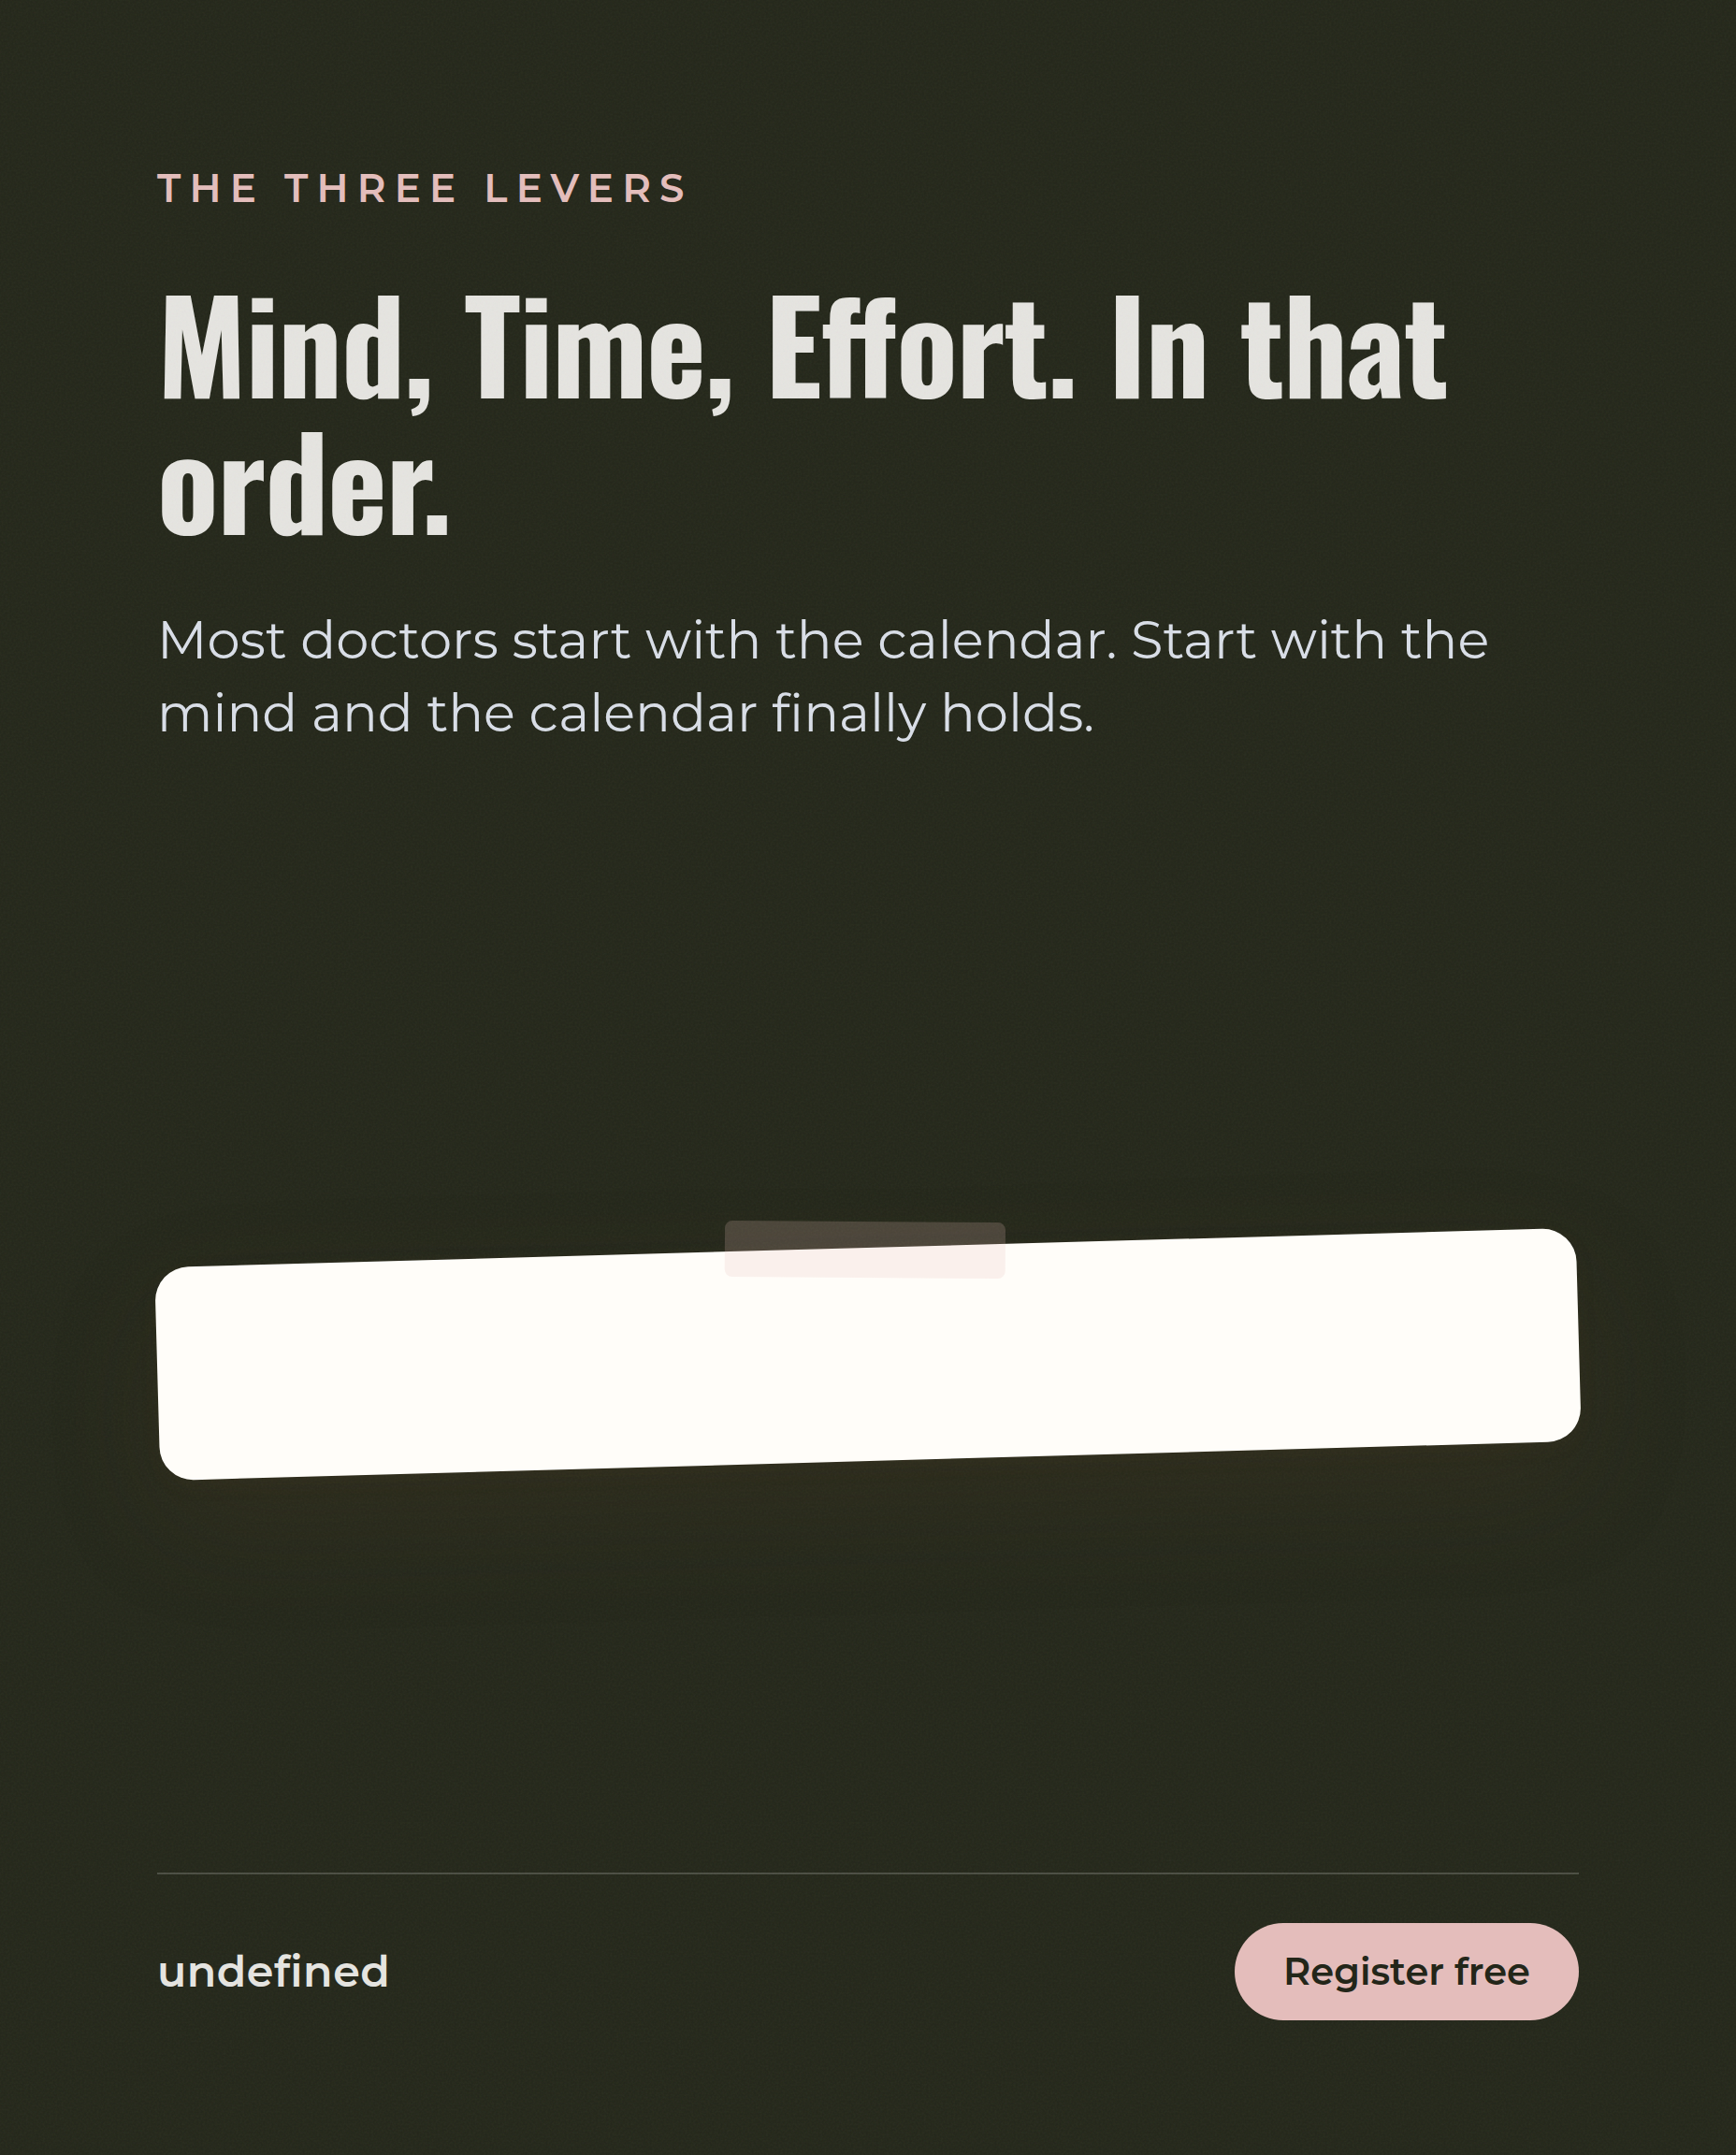 THE THREE LEVERS
Mind, Time, Effort. In that
order.
Most doctors start with the calendar. Start with the
mind and the calendar finally holds.
undefined
Register free